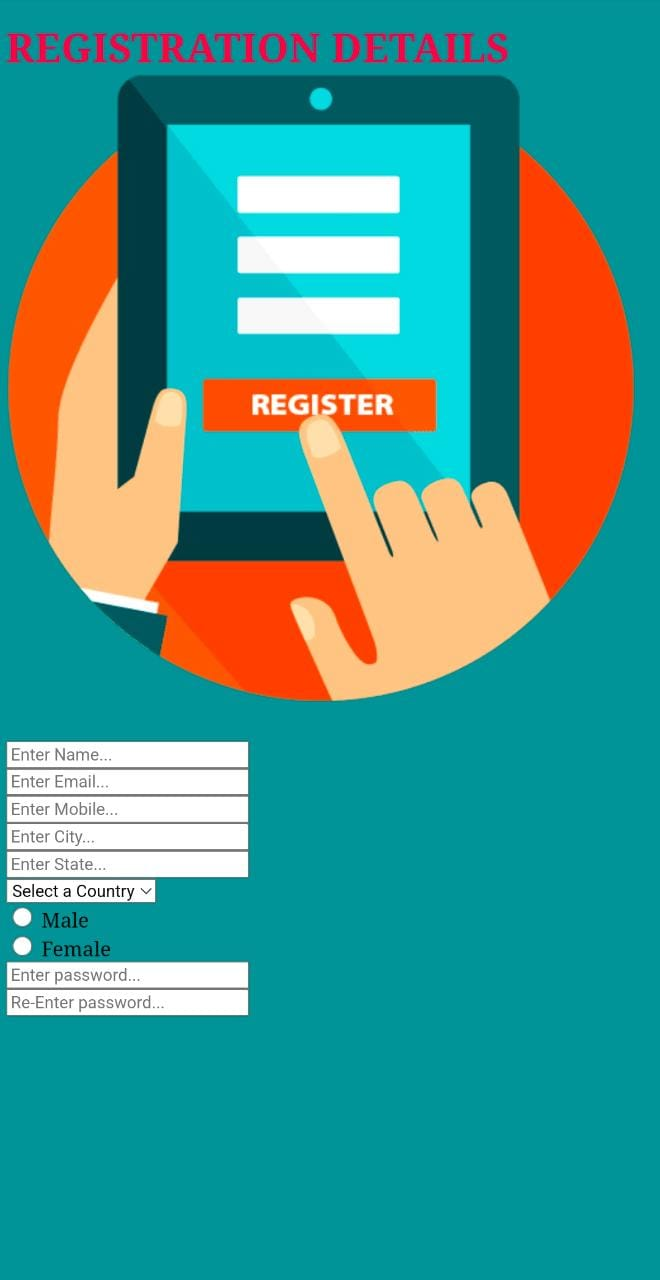 REGISTRATION DETAILS
REGISTER
Enter Name...
Enter Email...
Enter Mobile...
Enter City...
Enter State...
Select a Country
Male
Female
Enter password...
Re-Enter password...